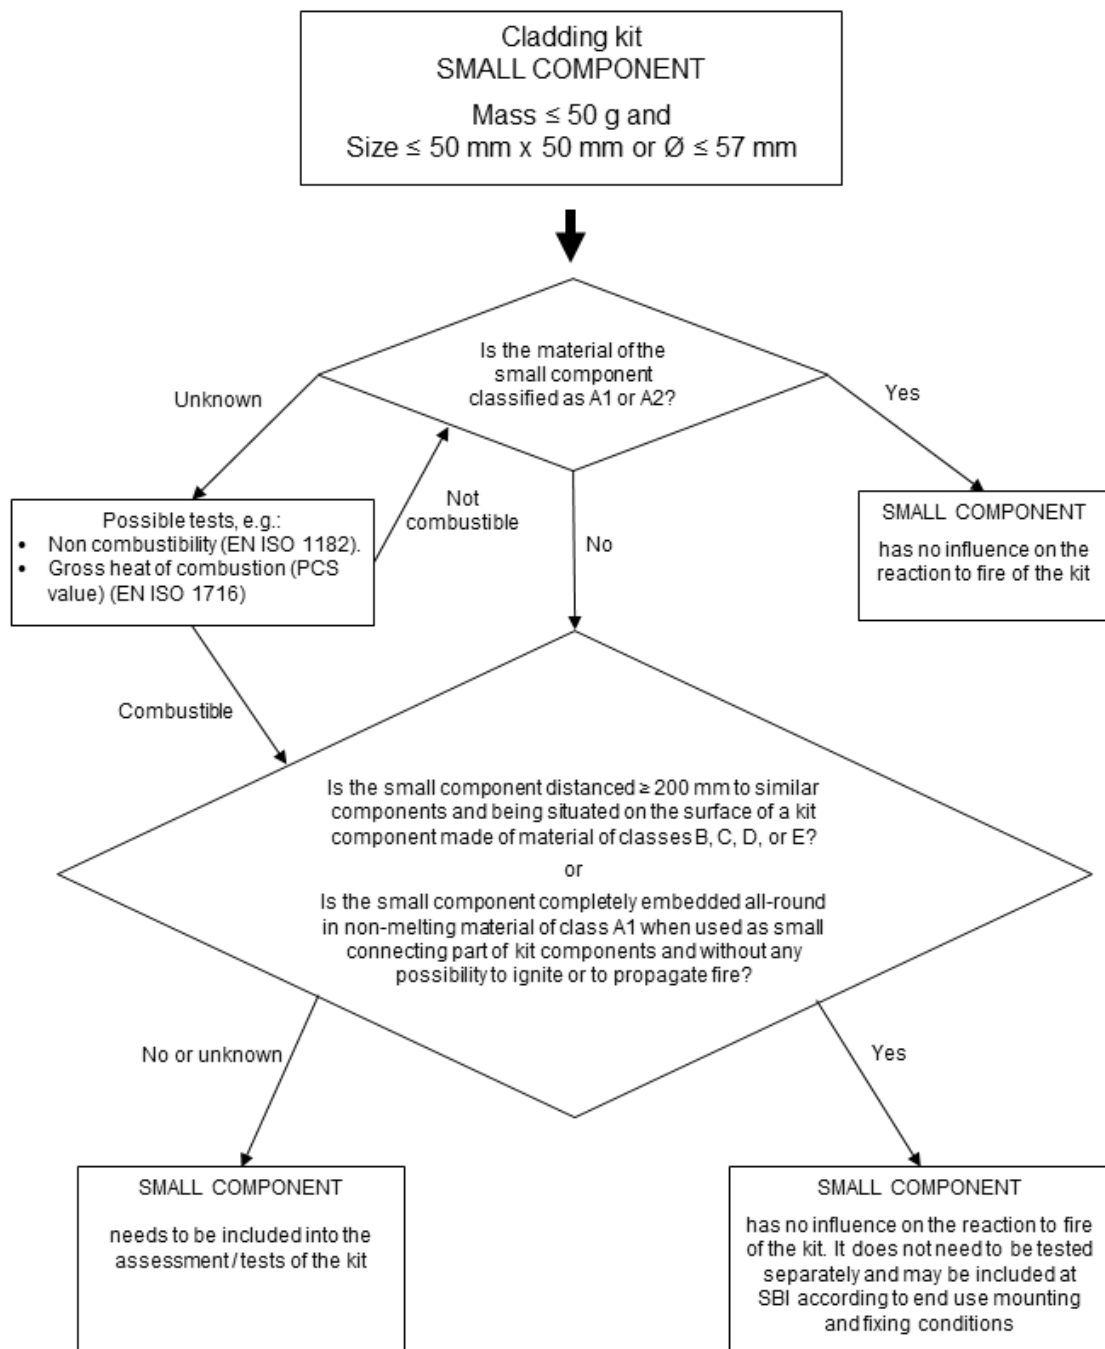 Cladding kit
SMALL COMPONENT
Mass ≤ 50 g and
Size ≤ 50 mm x 50 mm or Ø ≤ 57 mm
Is the material of the
small component
classified as A1 or A2?
Unknown
Yes
Not
combustible
No
Possible tests, e.g.:
• Non combustibility (EN ISO 1182).
• Gross heat of combustion (PCS
value) (EN ISO 1716)
SMALL COMPONENT
has no influence on the
reaction to fire of the kit
Combustible
Is the small component distanced ≥ 200 mm to similar
components and being situated on the surface of a kit
component made of material of classes B, C, D, or E?
or
Is the small component completely embedded all-round
in non-melting material of class A1 when used as small
connecting part of kit components and without any
possibility to ignite or to propagate fire?
No or unknown
Yes
SMALL COMPONENT
needs to be included into the
assessment / tests of the kit
SMALL COMPONENT
has no influence on the reaction to fire
of the kit. It does not need to be tested
separately and may be included at
SBI according to end use mounting
and fixing conditions